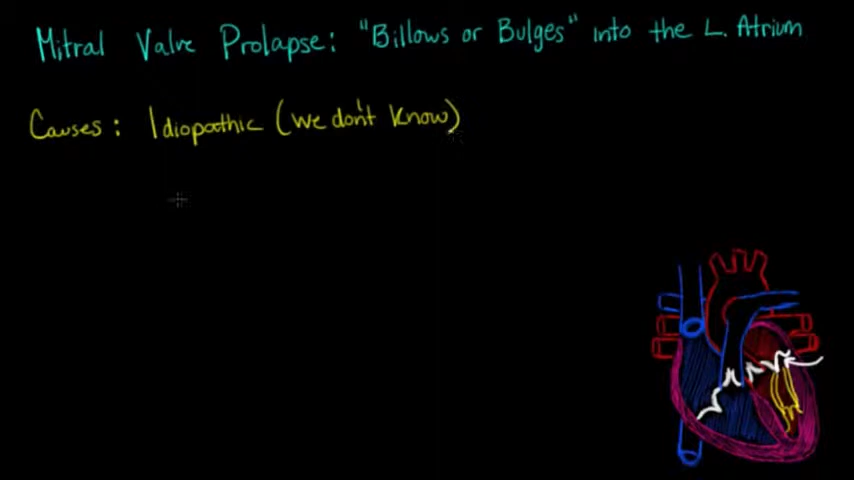 Mitral Valve Prolapse: "Billows or Bulges" into the L. Atrium
Causes: Idiopathic (we don't know)